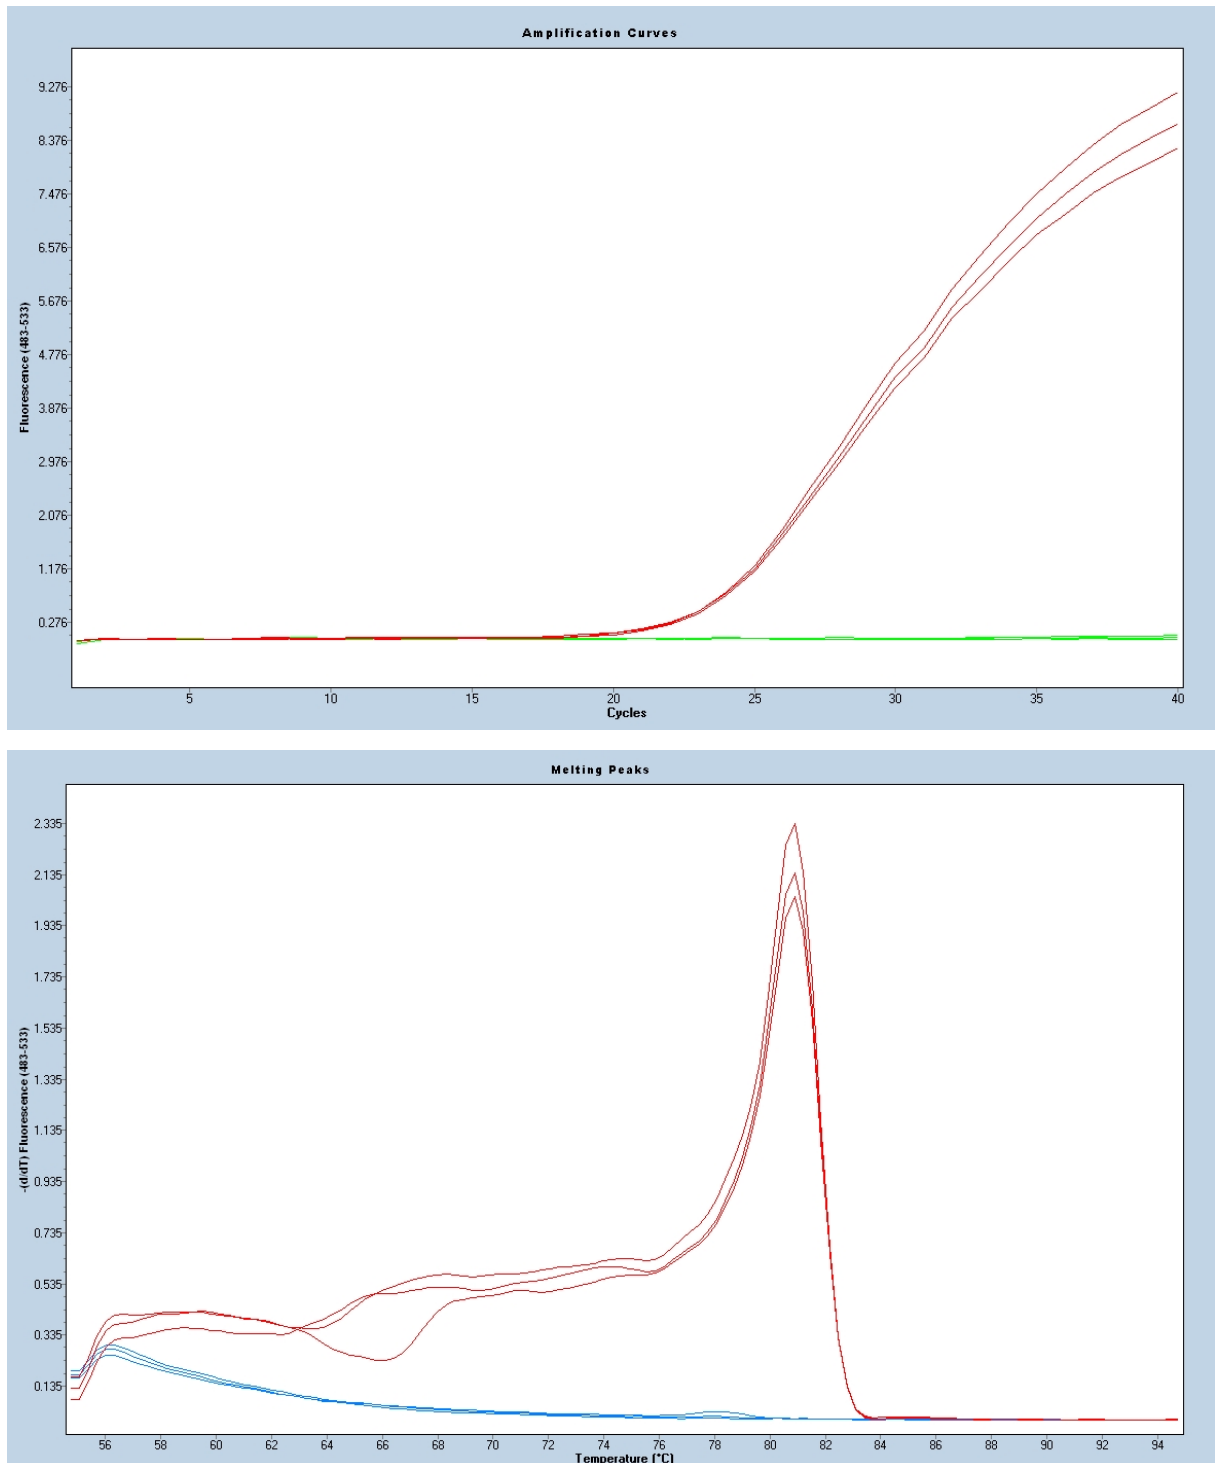 Amplification Curves
9.276
8.376
7.476
6.576
5.676
4.776
3.876
2.976
2.076
1.176
0.276
Fluorescence (483-533)
5 10 15 20 25 30 35 40
Cycles
Melting Peaks
2.335
2.135
1.935
1.735
1.535
1.335
1.135
0.935
0.735
0.535
0.335
0.135
-(d/dT) Fluorescence (483-533)
56 58 60 62 64 66 68 70 72 74 76 78 80 82 84 86 88 90 92 94
Temperature (°C)